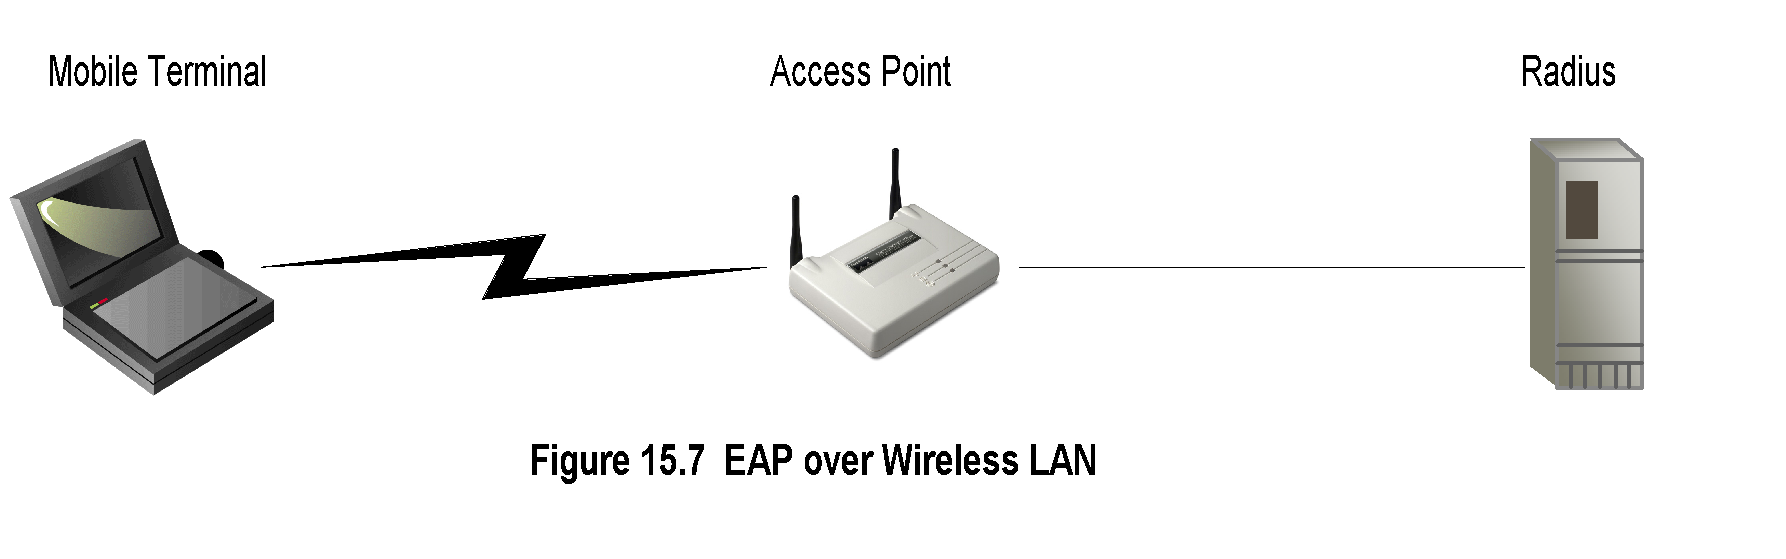 Mobile Terminal
Access Point
Radius
Figure 15.7 EAP over Wireless LAN